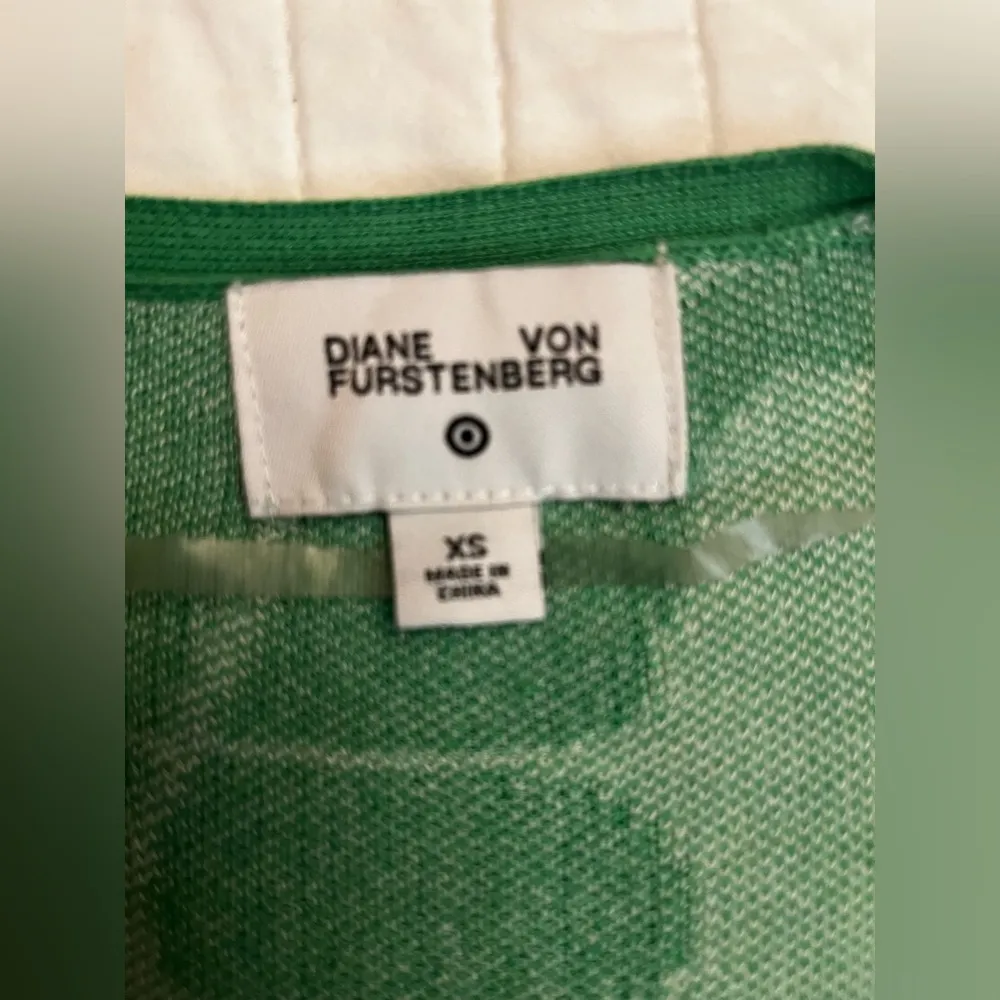 DIANE VON
FURSTENBERG
XS
MADE IN
CHINA